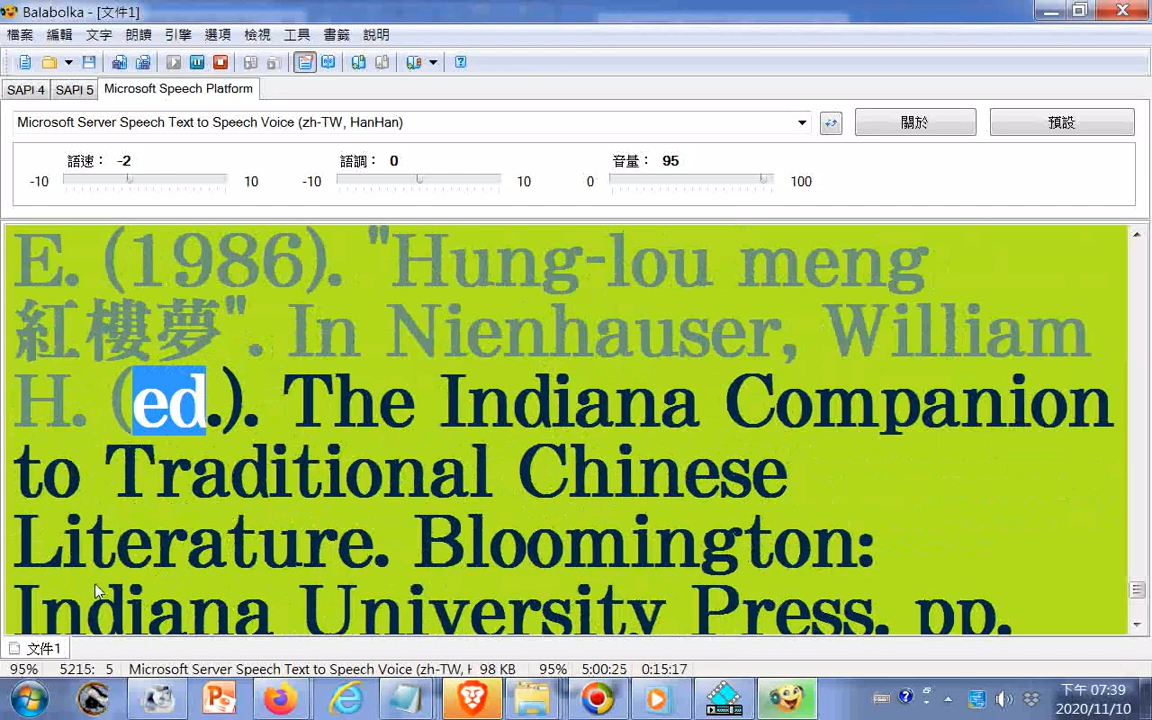 Balabolka - [文件1]
檔案 編輯 文字 朗讀 引擎 選項 檢視 工具 書籤 說明
SAPI 4 SAPI 5 Microsoft Speech Platform
Microsoft Server Speech Text to Speech Voice (zh-TW, HanHan) 關於 預設
語速： -2 語調： 0 音量： 95
-10 10 -10 10 0 100
E. (1986). "Hung-lou meng
紅樓夢". In Nienhauser, William
H. (ed.). The Indiana Companion
to Traditional Chinese
Literature. Bloomington:
Indiana University Press. pp.
文件1
95% 5215: 5 Microsoft Server Speech Text to Speech Voice (zh-TW, H 98 KB 95% 5:00:25 0:15:17
下午 07:39
2020/11/10